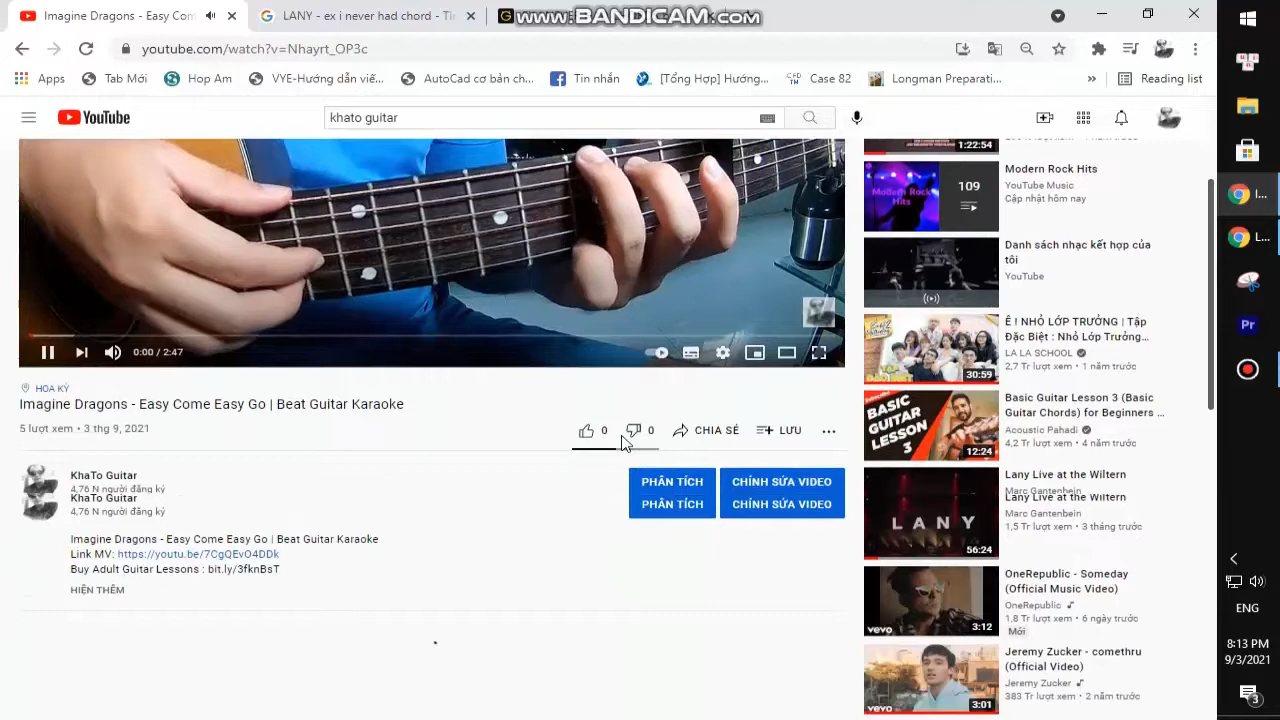 Imagine Dragons - Easy Com
LANY - ex i never had chord - Ti
www.BANDICAM.com
youtube.com/watch?v=Nhayrt_OP3c
Apps
Tab Mới
Hop Am
VYE-Hướng dẫn viế...
AutoCad cơ bản ch...
Tin nhắn
[Tổng Hợp] Hướng...
Case 82
Longman Preparati...
»
Reading list
YouTube
khato guitar
1:22:54
Modern Rock Hits
109
Modern Rock Hits
YouTube Music
Cập nhật hôm nay
Danh sách nhạc kết hợp của
tôi
YouTube
Ê ! NHỎ LỚP TRƯỞNG | Tập
Đặc Biệt : Nhỏ Lớp Trưởng...
LA LA SCHOOL
2,7 Tr lượt xem • 1 năm trước
30:59
BASIC
GUITAR
LESSON
3
12:24
Basic Guitar Lesson 3 (Basic
Guitar Chords) for Beginners ...
Acoustic Pahadi
4,2 Tr lượt xem • 4 năm trước
LANY
56:24
Lany Live at the Wiltern
Marc Gantenbein
Lany Live at the Wiltern
Marc Gantenbein
1,5 Tr lượt xem • 3 tháng trước
vevo
3:12
OneRepublic - Someday
(Official Music Video)
OneRepublic
1,8 Tr lượt xem • 6 ngày trước
Mới
vevo
3:01
Jeremy Zucker - comethru
(Official Video)
Jeremy Zucker
383 Tr lượt xem • 2 năm trước
0:00 / 2:47
HOA KỲ
Imagine Dragons - Easy Come Easy Go | Beat Guitar Karaoke
5 lượt xem • 3 thg 9, 2021
0
0
CHIA SẺ
LƯU
KhaTo Guitar
4,76 N người đăng ký
KhaTo Guitar
4,76 N người đăng ký
PHÂN TÍCH
CHỈNH SỬA VIDEO
PHÂN TÍCH
CHỈNH SỬA VIDEO
Imagine Dragons - Easy Come Easy Go | Beat Guitar Karaoke
Link MV: https://youtu.be/7CgQEvO4DDk
Buy Adult Guitar Lessons : bit.ly/3fknBsT
HIỆN THÊM
I...
L...
Pr
ENG
8:13 PM
9/3/2021
3